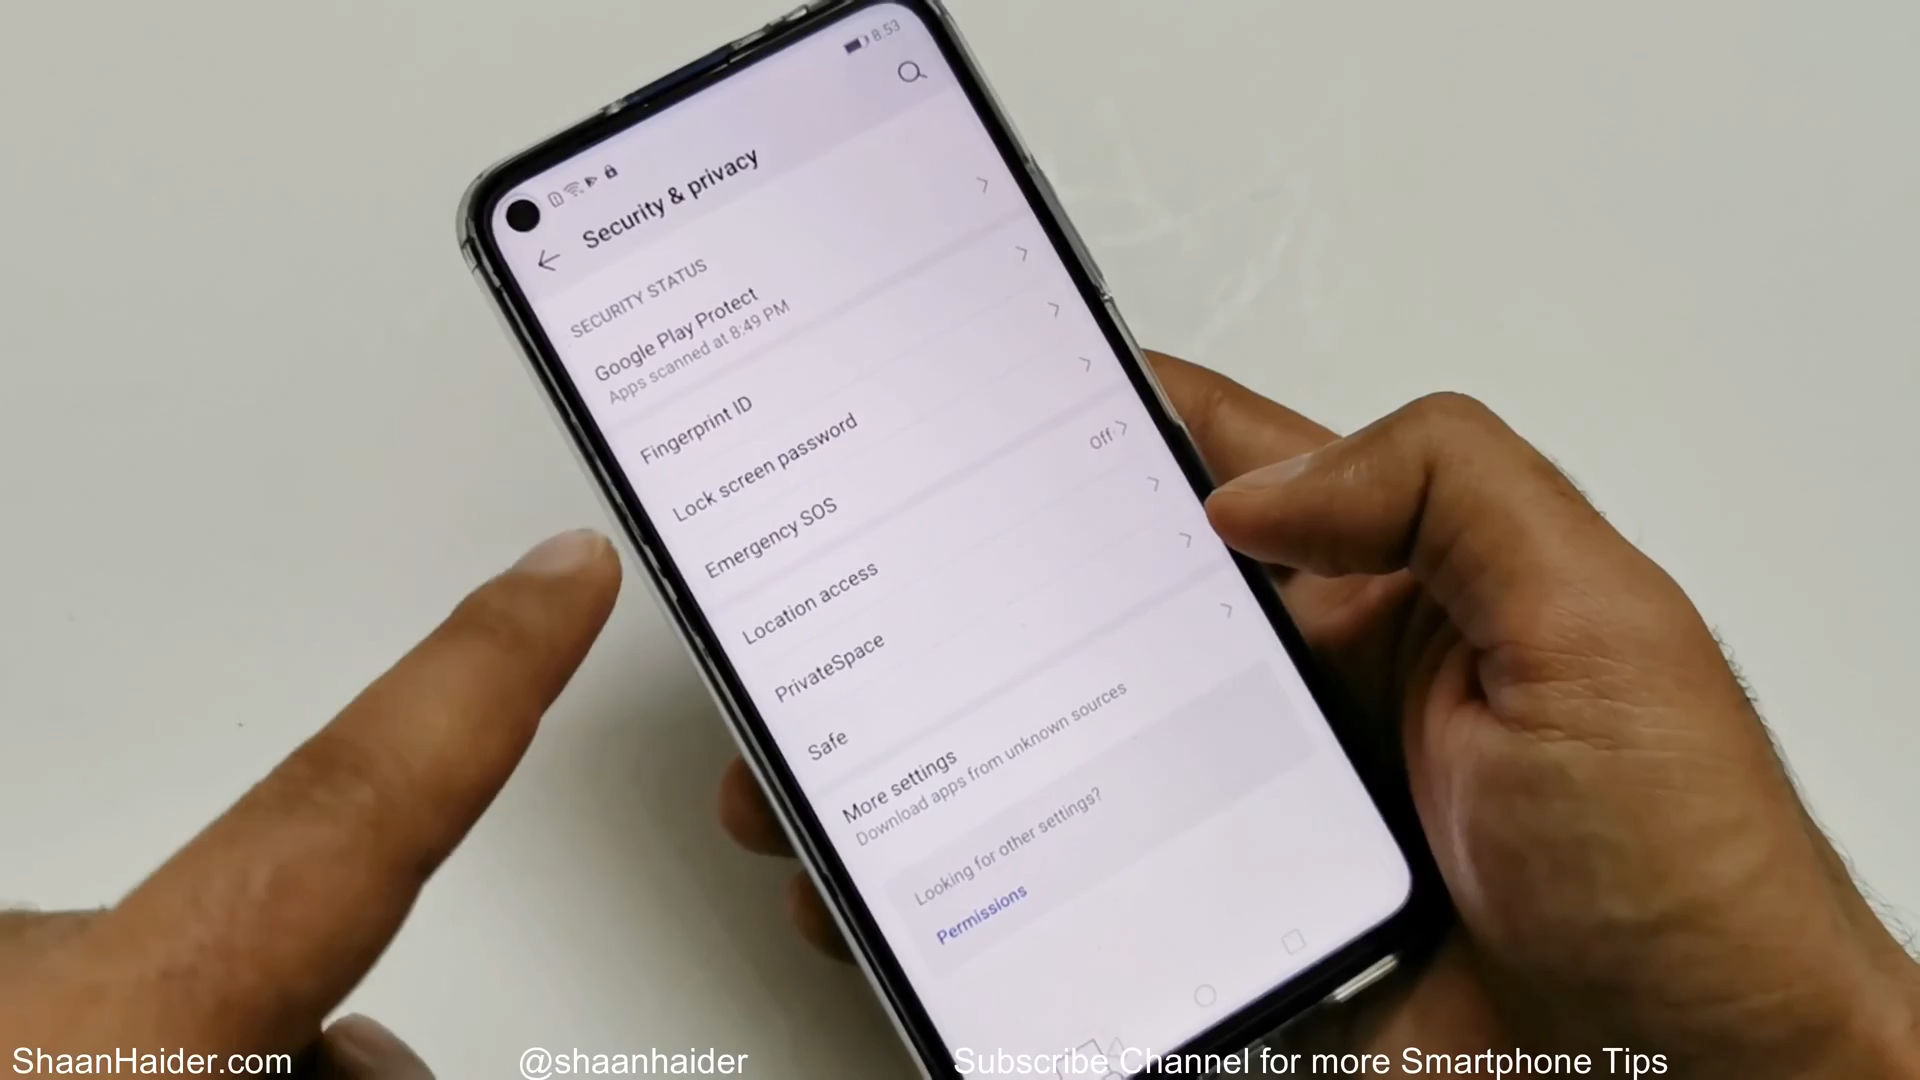 8:53
Security & privacy
SECURITY STATUS
Google Play Protect
Apps scanned at 8:49 PM
Fingerprint ID
Lock screen password
Emergency SOS
Location access
Off
PrivateSpace
Safe
More settings
Download apps from unknown sources
Looking for other settings?
Permissions
ShaanHaider.com
@shaanhaider
Subscribe Channel for more Smartphone Tips